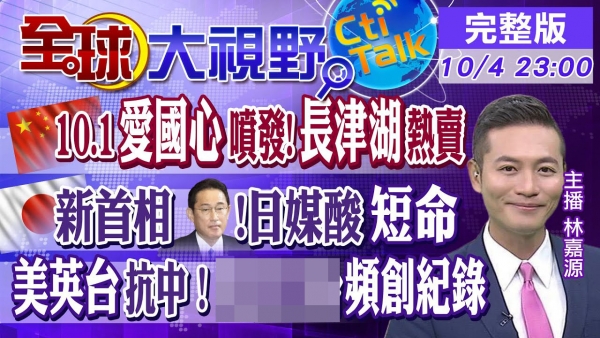 全球大視野
Cti Talk
完整版
10/4 23:00
10.1愛國心噴發!長津湖熱賣
新首相!日媒酸短命
美英台抗中!頻創紀錄
主播 林嘉源